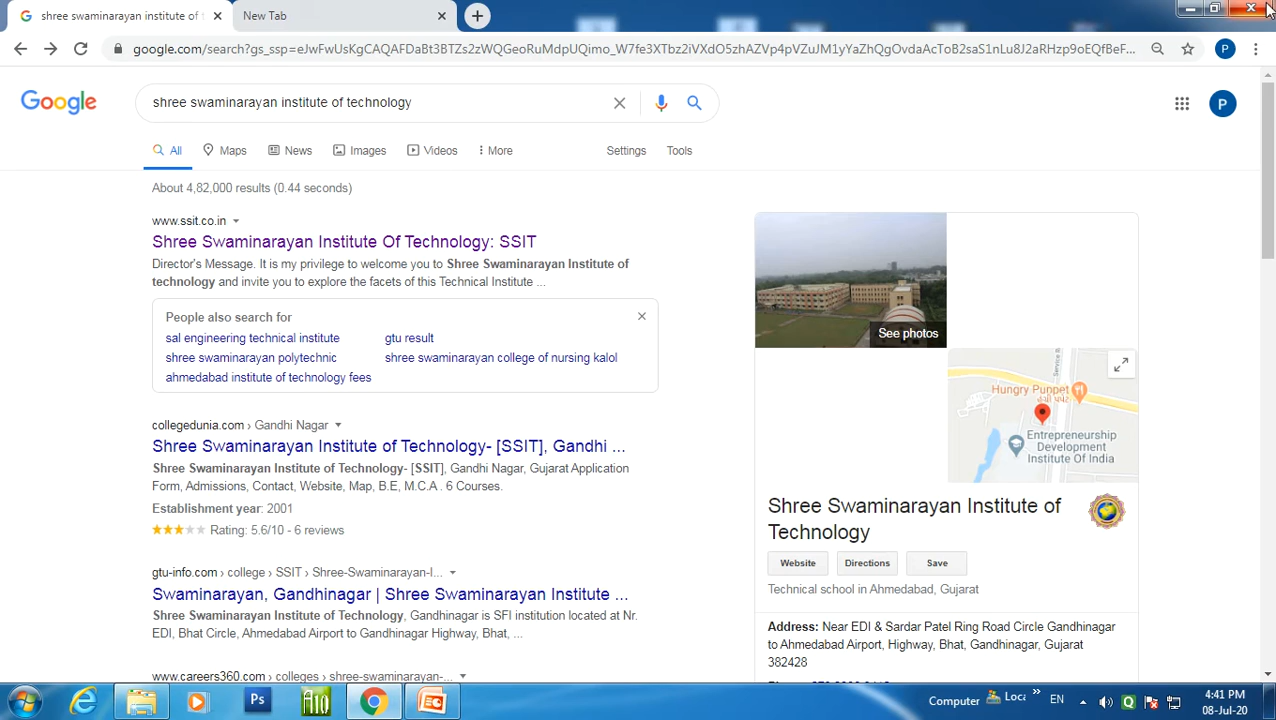 shree swaminarayan institute of t
New Tab
google.com/search?gs_ssp=eJwFwUsKgCAQAFDaBt3BTZs2zWQGeoRuMdpUQimo_W7fe3XTbz2iVXdO5zhAZVp4pVZuJM1yYaZhQgOvdaAcToB2saS1nLu8J2aRHzp9oEQfBeF...
P
Google
shree swaminarayan institute of technology
P
All
Maps
News
Images
Videos
More
Settings
Tools
About 4,82,000 results (0.44 seconds)
www.ssit.co.in
Shree Swaminarayan Institute Of Technology: SSIT
Director's Message. It is my privilege to welcome you to Shree Swaminarayan Institute of
technology and invite you to explore the facets of this Technical Institute ...
People also search for
sal engineering technical institute
gtu result
shree swaminarayan polytechnic
shree swaminarayan college of nursing kalol
ahmedabad institute of technology fees
collegedunia.com › Gandhi Nagar
Shree Swaminarayan Institute of Technology- [SSIT], Gandhi ...
Shree Swaminarayan Institute of Technology- [SSIT], Gandhi Nagar, Gujarat Application
Form, Admissions, Contact, Website, Map, B.E, M.C.A . 6 Courses.
Establishment year: 2001
Rating: 5.6/10 - 6 reviews
gtu-info.com › college › SSIT › Shree-Swaminarayan-I...
Swaminarayan, Gandhinagar | Shree Swaminarayan Institute ...
Shree Swaminarayan Institute of Technology, Gandhinagar is SFI institution located at Nr.
EDI, Bhat Circle, Ahmedabad Airport to Gandhinagar Highway, Bhat, ...
www.careers360.com › colleges › shree-swaminarayan-...
See photos
Service R
Hungry Puppet
Entrepreneurship
Development
Institute Of India
Shree Swaminarayan Institute of
Technology
Website
Directions
Save
Technical school in Ahmedabad, Gujarat
Address: Near EDI & Sardar Patel Ring Road Circle Gandhinagar
to Ahmedabad Airport, Highway, Bhat, Gandhinagar, Gujarat
382428
Ps
Computer
Loca
EN
4:41 PM
08-Jul-20